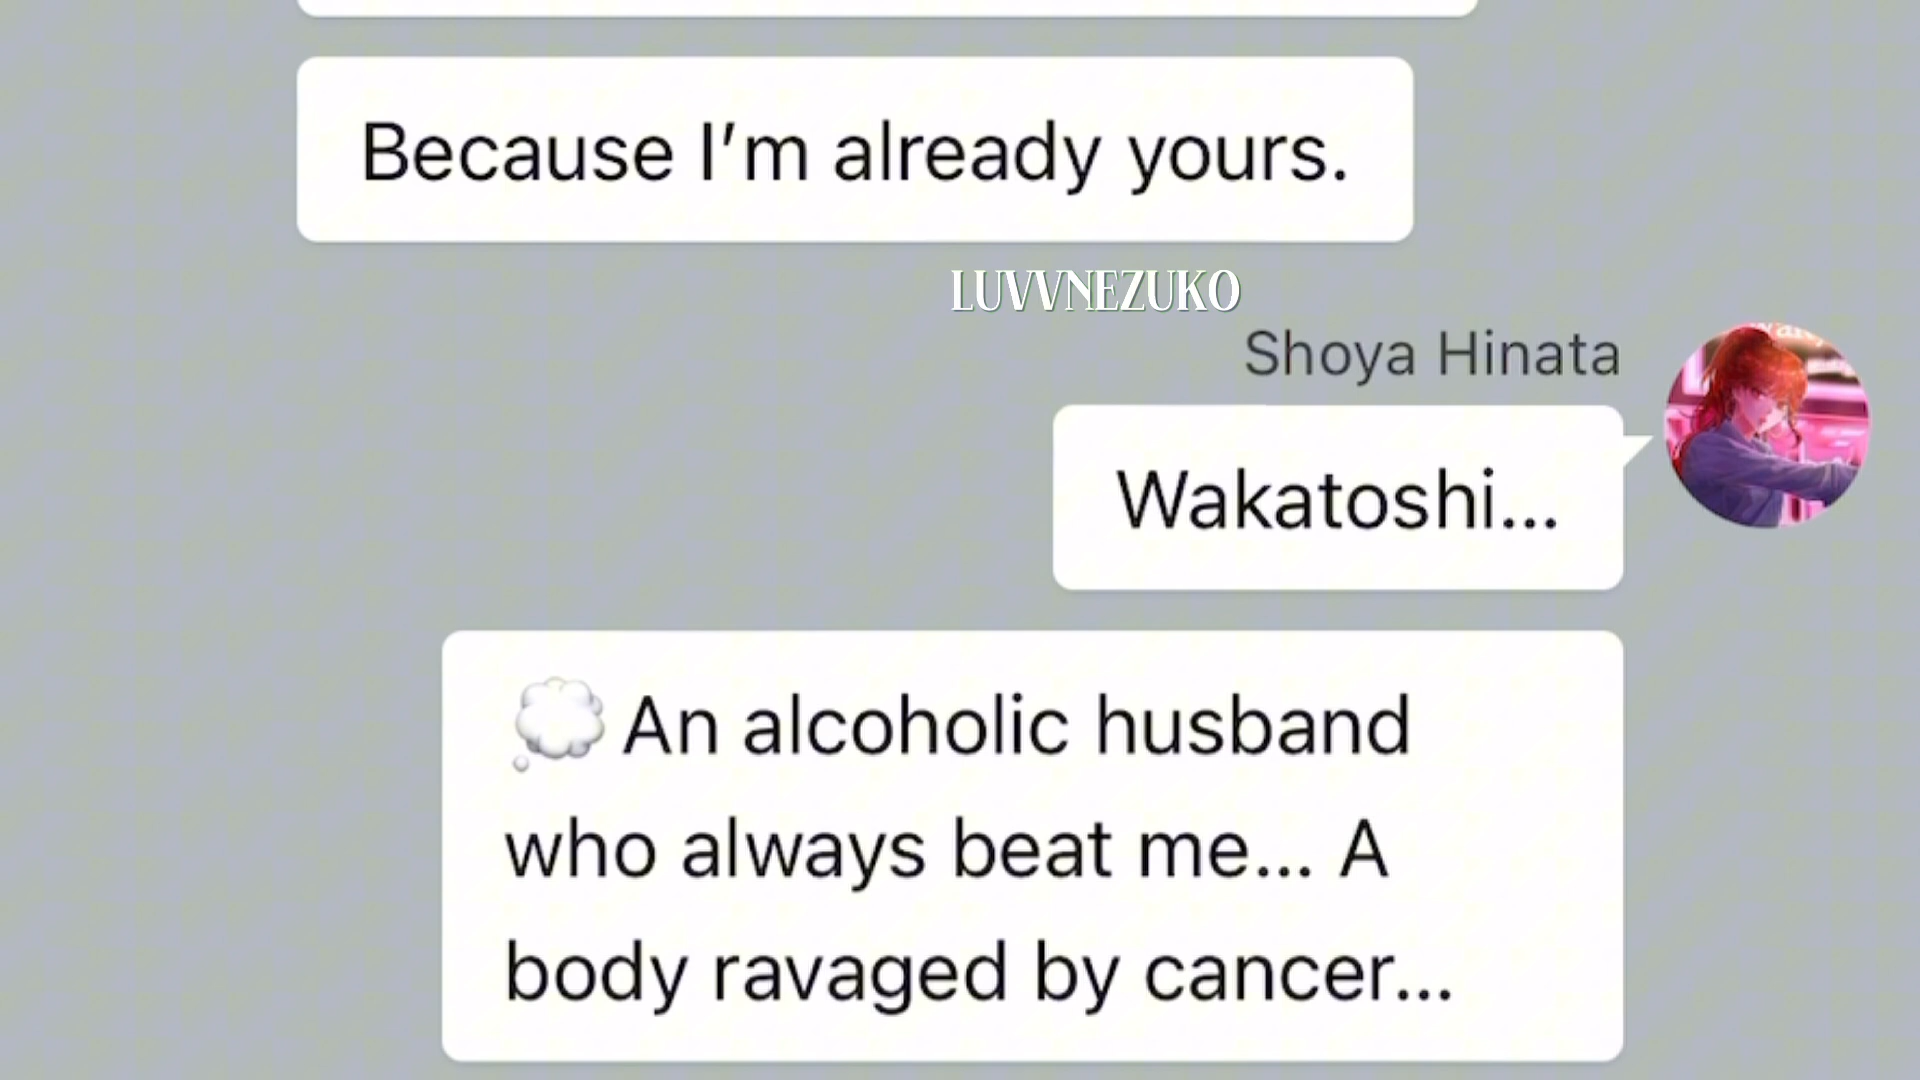 Because I’m already yours.
LUVVNEZUKO
Shoya Hinata
Wakatoshi...
💭 An alcoholic husband
who always beat me... A
body ravaged by cancer...